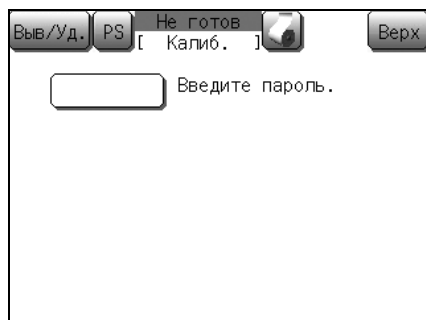 Выв/Уд. PS Не готов Верх
[ Калиб. ]
Введите пароль.